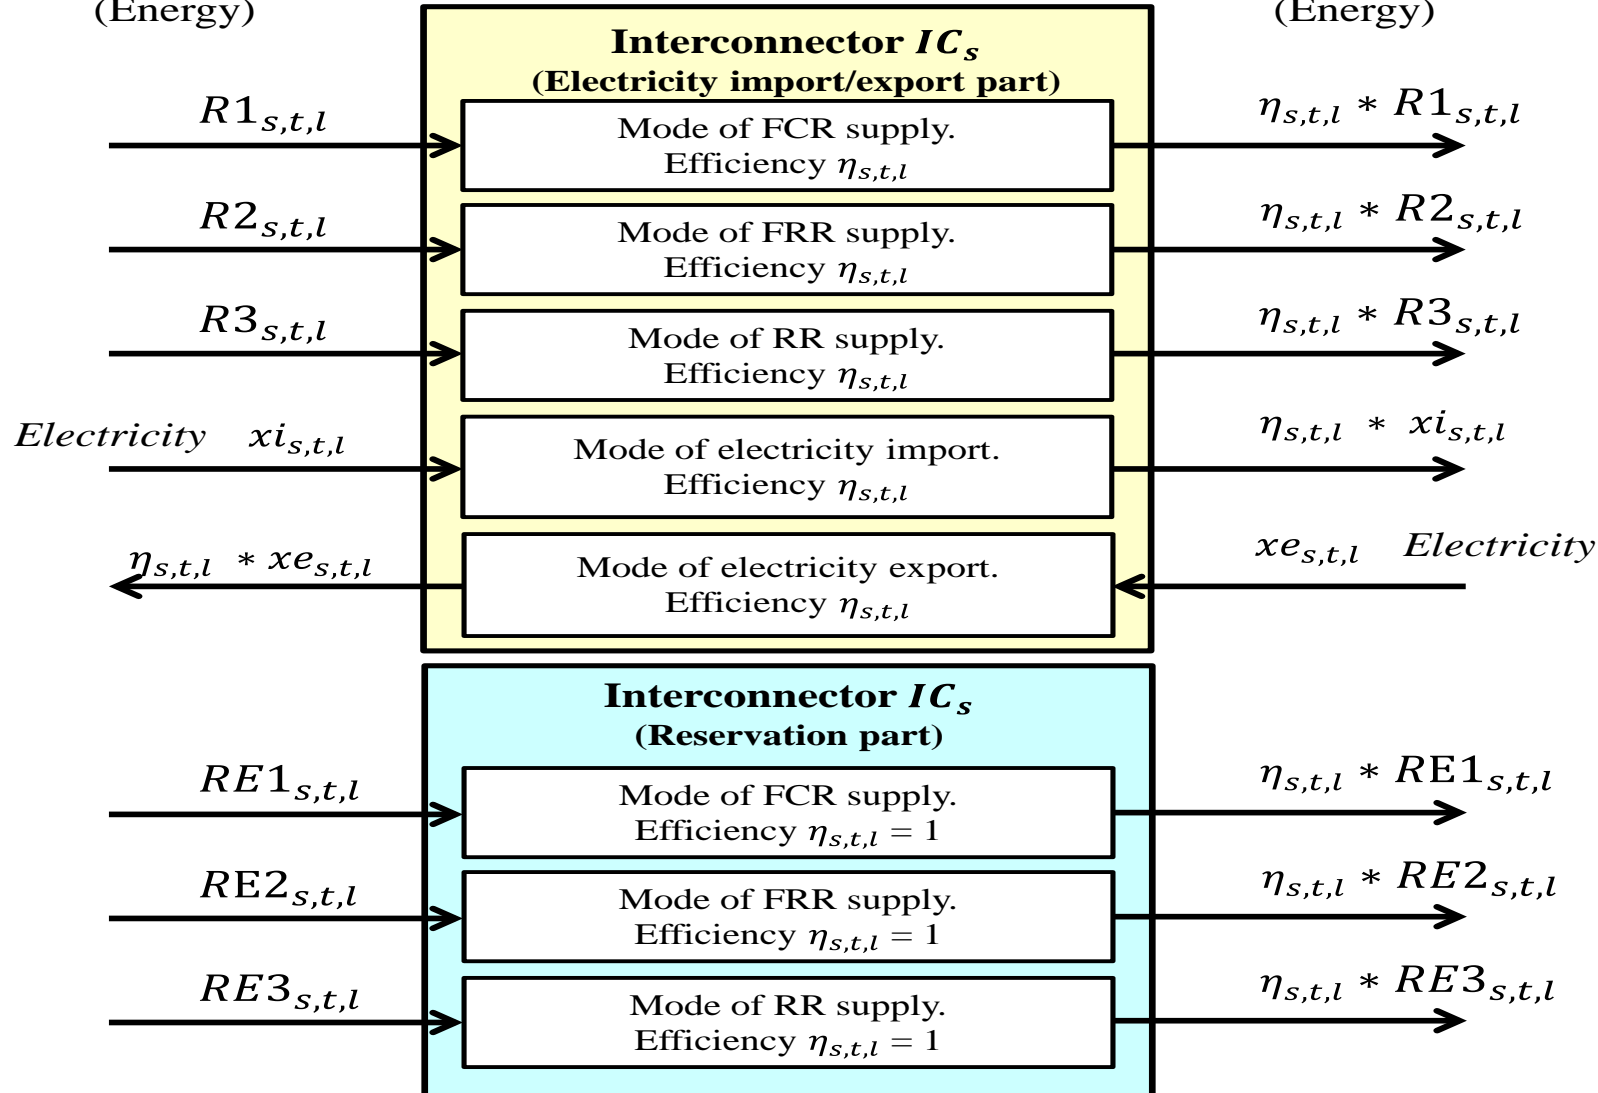 (Energy) (Energy)
Interconnector IC_s
(Electricity import/export part)
R1_{s,t,l}
Mode of FCR supply.
Efficiency η_{s,t,l}
η_{s,t,l} * R1_{s,t,l}
R2_{s,t,l}
Mode of FRR supply.
Efficiency η_{s,t,l}
η_{s,t,l} * R2_{s,t,l}
R3_{s,t,l}
Mode of RR supply.
Efficiency η_{s,t,l}
η_{s,t,l} * R3_{s,t,l}
Electricity xi_{s,t,l}
Mode of electricity import.
Efficiency η_{s,t,l}
η_{s,t,l} * xi_{s,t,l}
η_{s,t,l} * xe_{s,t,l}
Mode of electricity export.
Efficiency η_{s,t,l}
xe_{s,t,l} Electricity
Interconnector IC_s
(Reservation part)
RE1_{s,t,l}
Mode of FCR supply.
Efficiency η_{s,t,l} = 1
η_{s,t,l} * RE1_{s,t,l}
RE2_{s,t,l}
Mode of FRR supply.
Efficiency η_{s,t,l} = 1
η_{s,t,l} * RE2_{s,t,l}
RE3_{s,t,l}
Mode of RR supply.
Efficiency η_{s,t,l} = 1
η_{s,t,l} * RE3_{s,t,l}